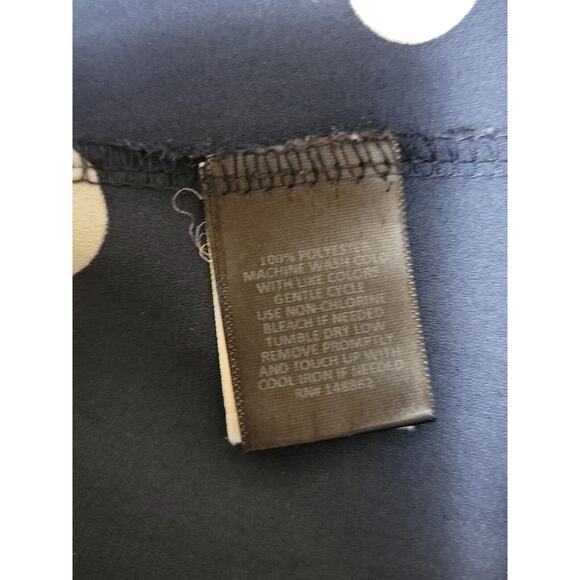 100% POLYESTER
MACHINE WASH COLD
WITH LIKE COLORS
GENTLE CYCLE
USE NON-CHLORINE
BLEACH IF NEEDED
TUMBLE DRY LOW
REMOVE PROMPTLY
AND TOUCH UP WITH
COOL IRON IF NEEDED
RN# 148862